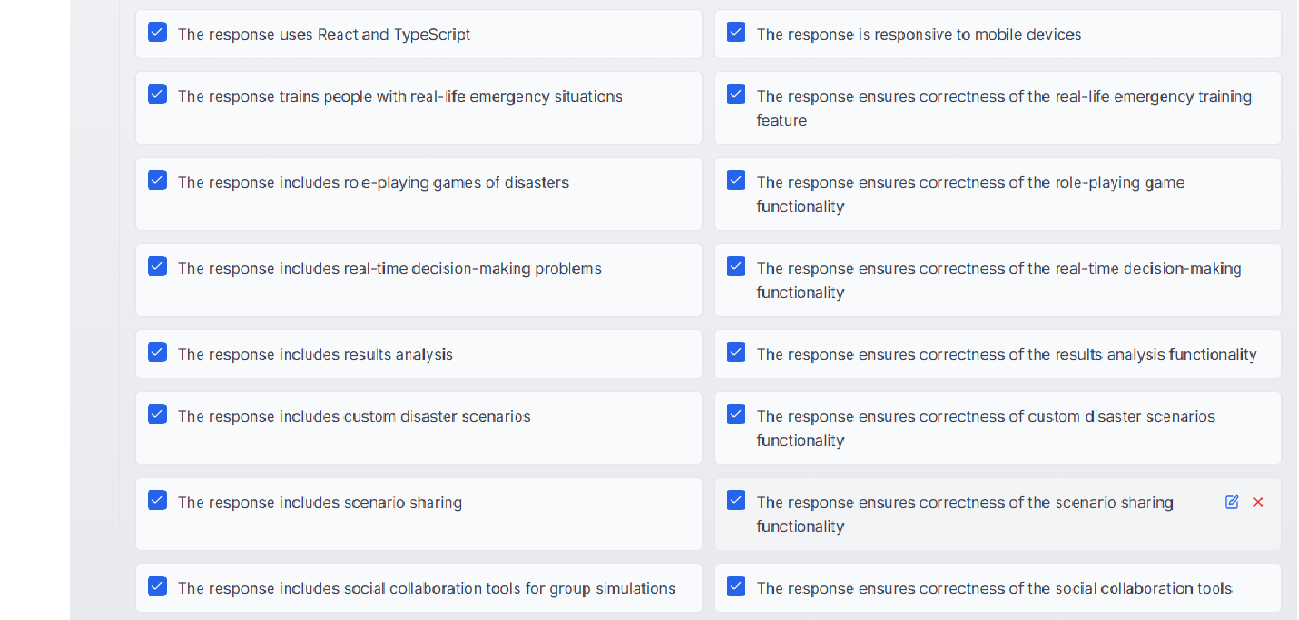 The response uses React and TypeScript
The response is responsive to mobile devices
The response trains people with real-life emergency situations
The response ensures correctness of the real-life emergency training
feature
The response includes role-playing games of disasters
The response ensures correctness of the role-playing game
functionality
The response includes real-time decision-making problems
The response ensures correctness of the real-time decision-making
functionality
The response includes results analysis
The response ensures correctness of the results analysis functionality
The response includes custom disaster scenarios
The response ensures correctness of custom disaster scenarios
functionality
The response includes scenario sharing
The response ensures correctness of the scenario sharing
functionality
The response includes social collaboration tools for group simulations
The response ensures correctness of the social collaboration tools